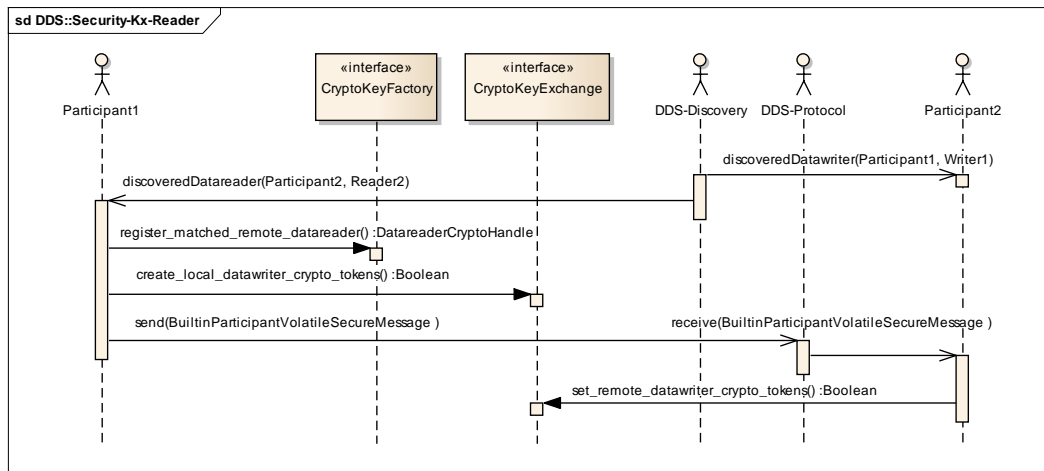 sd DDS::Security-Kx-Reader
Participant1
«interface»
CryptoKeyFactory
«interface»
CryptoKeyExchange
DDS-Discovery
DDS-Protocol
Participant2
discoveredDatawriter(Participant1, Writer1)
discoveredDatareader(Participant2, Reader2)
register_matched_remote_datareader() :DatareaderCryptoHandle
create_local_datawriter_crypto_tokens() :Boolean
send(BuiltinParticipantVolatileSecureMessage )
receive(BuiltinParticipantVolatileSecureMessage )
set_remote_datawriter_crypto_tokens() :Boolean